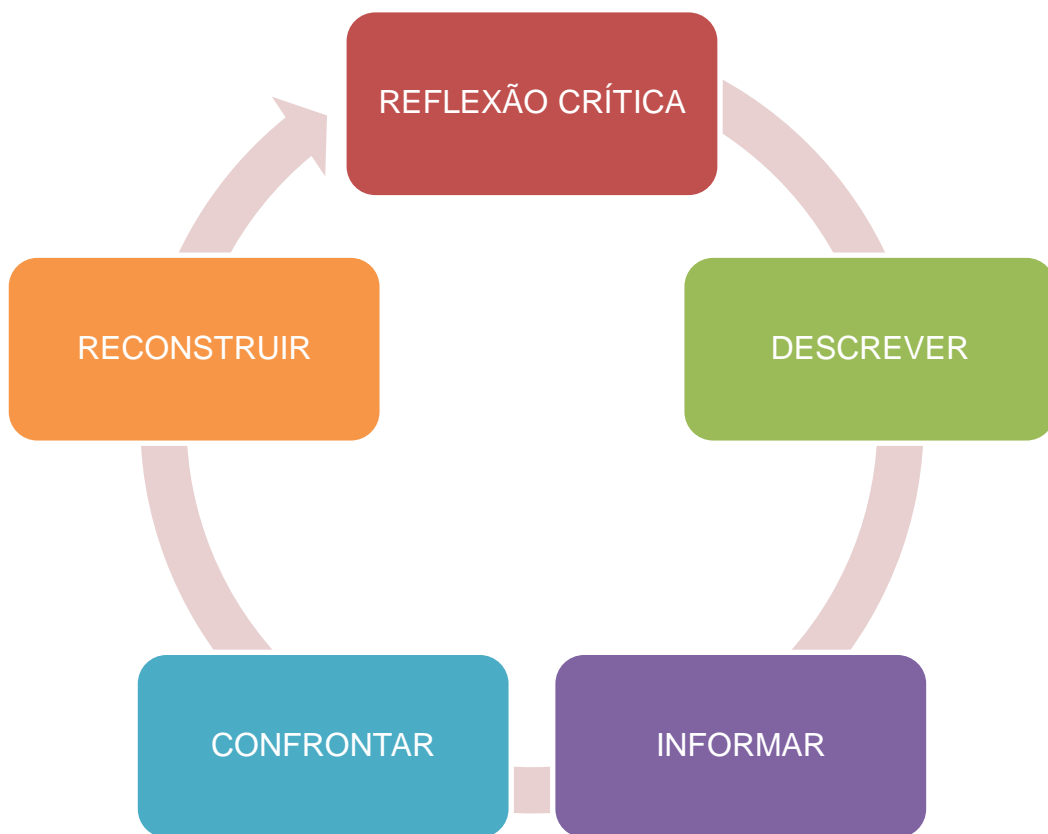 REFLEXÃO CRÍTICA
DESCREVER
INFORMAR
CONFRONTAR
RECONSTRUIR